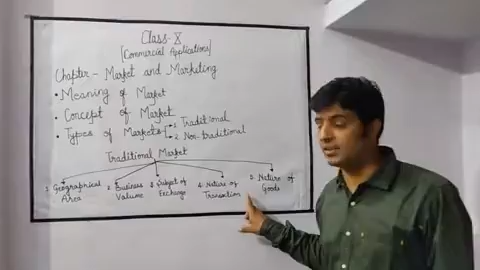 Class-X
[Commercial Applications]
Chapter - Market and Marketing
• Meaning of Market
• Concept of Market
• Types of Markets → 1 Traditional
→ 2 Non-traditional
Traditional Market
1 Geographical Area
2 Business Volume
3 Subject of Exchange
4 Nature of Transaction
5 Nature of Goods